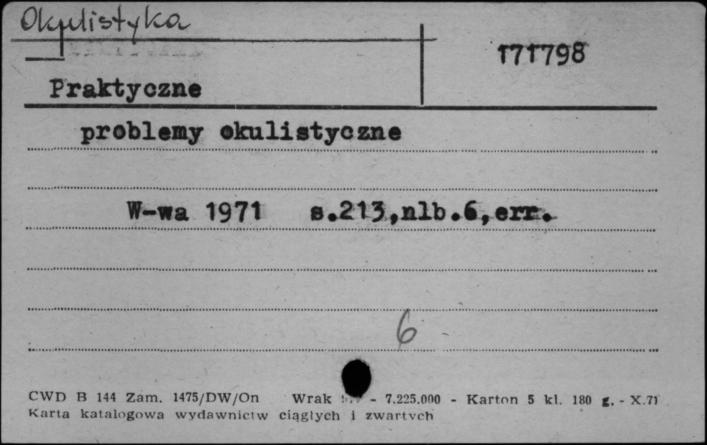 Okulistyka
171798
Praktyczne
problemy okulistyczne
W-wa 1971 s.213,nlb.6,err.
6
CWD B 144 Zam. 1475/DW/On Wrak - 7.225.000 - Karton 5 kl. 180 g. - X.71
Karta katalogowa wydawnictw ciągłych i zwartych